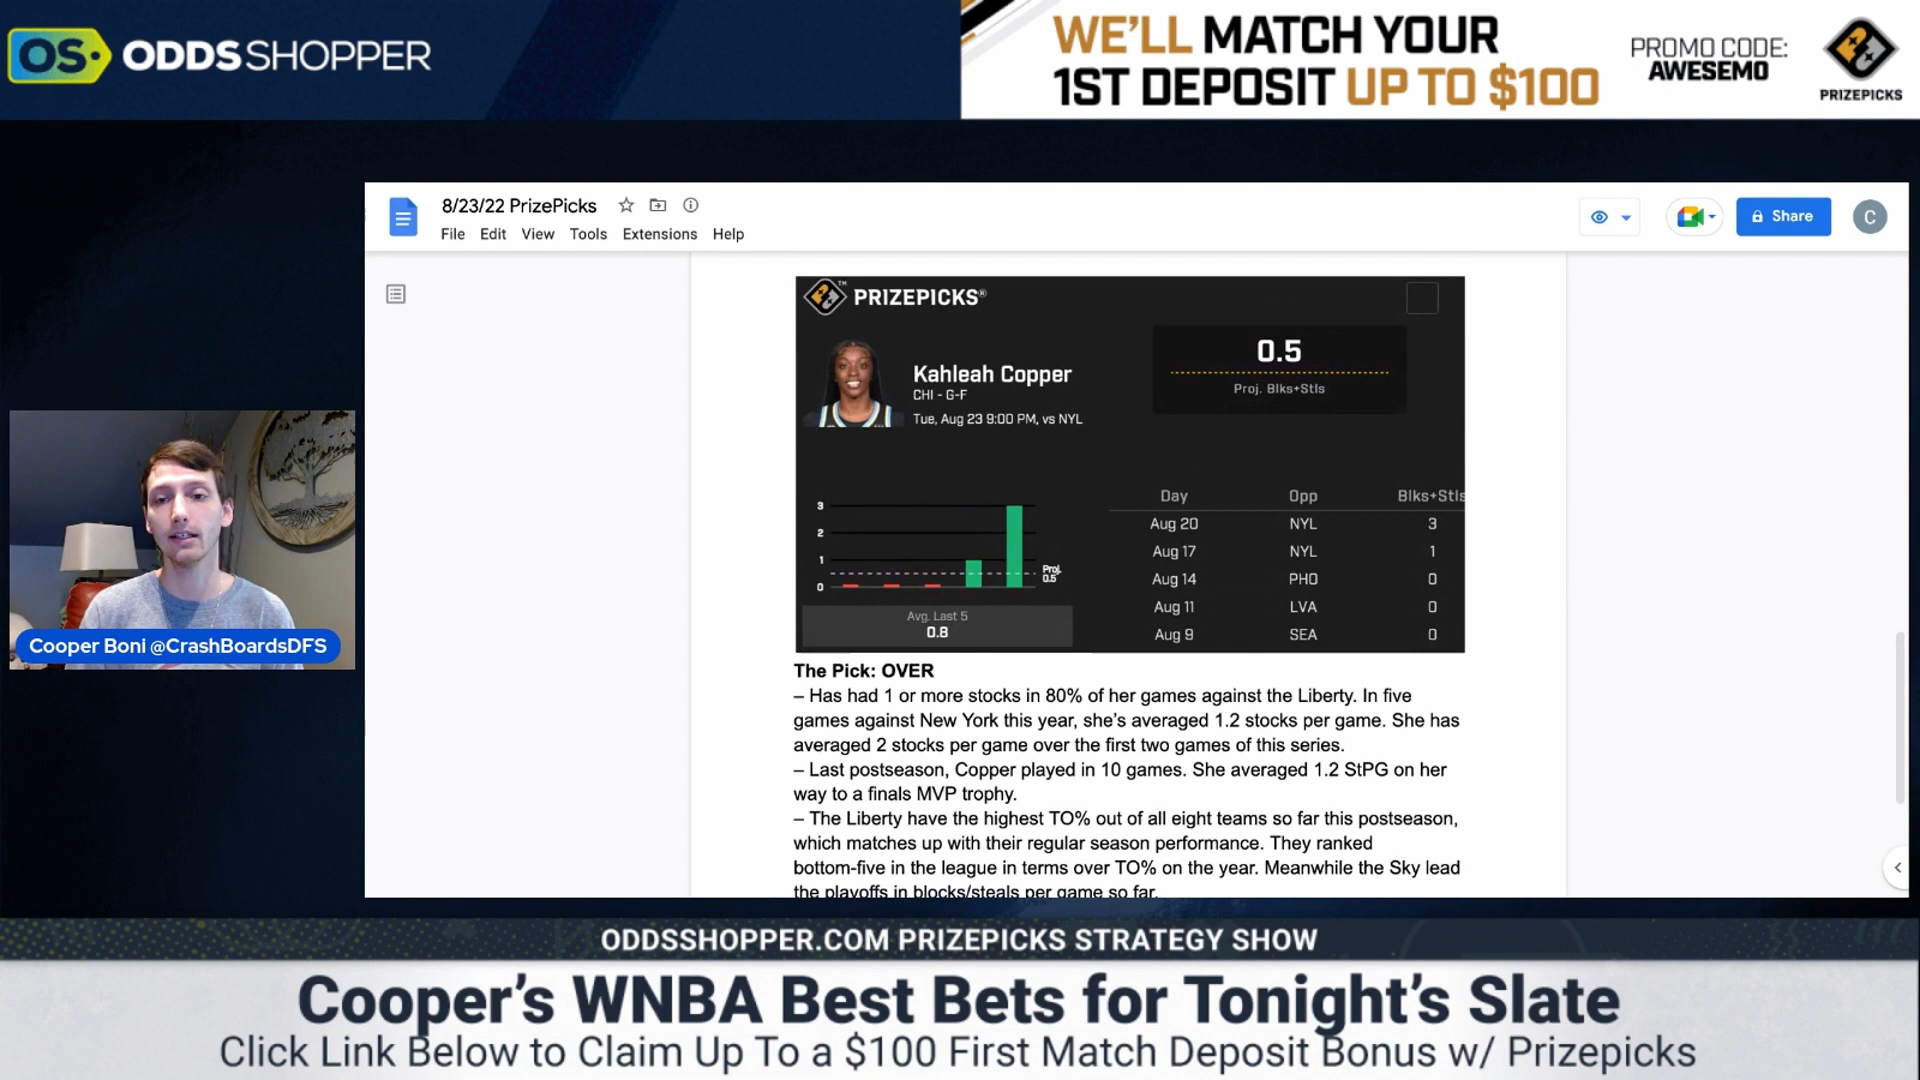 OS
ODDSSHOPPER
WE'LL MATCH YOUR
1ST DEPOSIT UP TO $100
PROMO CODE:
AWESEMO
PRIZEPICKS
8/23/22 PrizePicks
File Edit View Tools Extensions Help
Share
C
PRIZEPICKS®
0.5
Proj. Blks+Stls
Kahleah Copper
CHI - G-F
Tue, Aug 23 9:00 PM, vs NYL
3
2
1
0
Proj.
0.5
Avg. Last 5
0.8
Day Opp Blks+Stls
Aug 20 NYL 3
Aug 17 NYL 1
Aug 14 PHO 0
Aug 11 LVA 0
Aug 9 SEA 0
The Pick: OVER
– Has had 1 or more stocks in 80% of her games against the Liberty. In five
games against New York this year, she's averaged 1.2 stocks per game. She has
averaged 2 stocks per game over the first two games of this series.
– Last postseason, Copper played in 10 games. She averaged 1.2 StPG on her
way to a finals MVP trophy.
– The Liberty have the highest TO% out of all eight teams so far this postseason,
which matches up with their regular season performance. They ranked
bottom-five in the league in terms over TO% on the year. Meanwhile the Sky lead
the playoffs in blocks/steals per game so far.
Cooper Boni @CrashBoardsDFS
ODDSSHOPPER.COM PRIZEPICKS STRATEGY SHOW
Cooper's WNBA Best Bets for Tonight's Slate
Click Link Below to Claim Up To a $100 First Match Deposit Bonus w/ Prizepicks